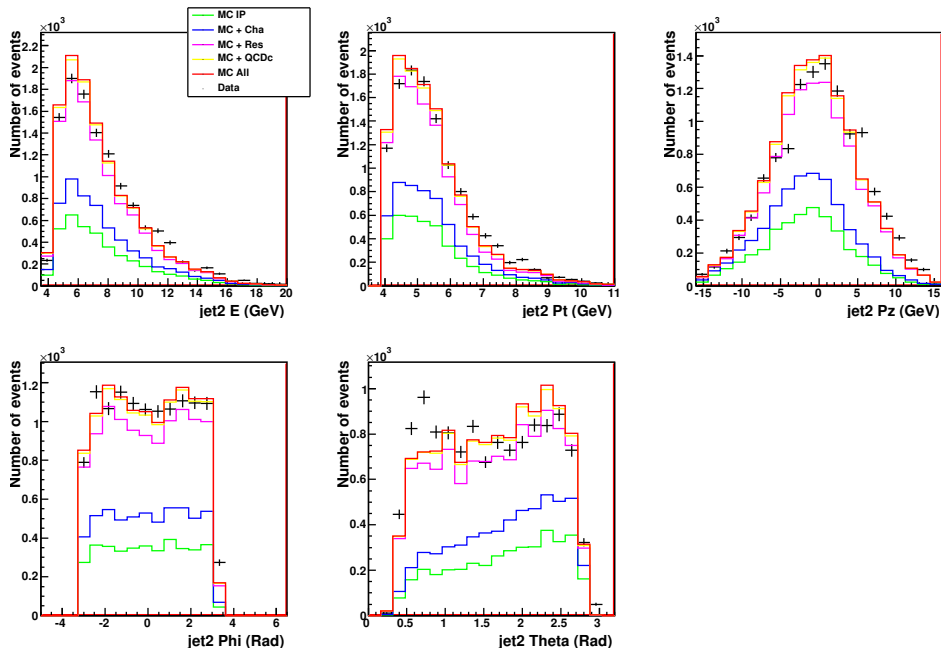 ×10³
MC IP
MC + Cha
MC + Res
MC + QCDc
MC All
Data
Number of events
2.2
2
1.8
1.6
1.4
1.2
1
0.8
0.6
0.4
0.2
0
4 6 8 10 12 14 16 18 20
jet2 E (GeV)
×10³
Number of events
2.2
2
1.8
1.6
1.4
1.2
1
0.8
0.6
0.4
0.2
0
4 5 6 7 8 9 10 11
jet2 Pt (GeV)
×10³
Number of events
1.4
1.2
1
0.8
0.6
0.4
0.2
0
-15 -10 -5 0 5 10 15
jet2 Pz (GeV)
×10³
Number of events
1.2
1
0.8
0.6
0.4
0.2
0
-4 -2 0 2 4 6
jet2 Phi (Rad)
×10³
Number of events
1
0.8
0.6
0.4
0.2
0
0 0.5 1 1.5 2 2.5 3
jet2 Theta (Rad)